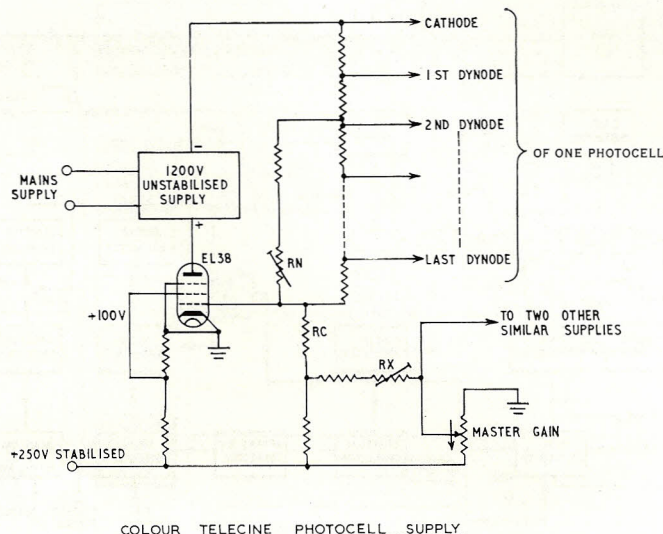 CATHODE
1 ST DYNODE
2 ND DYNODE
OF ONE PHOTOCELL
1200V
UNSTABILISED
SUPPLY
MAINS
SUPPLY
-
+
EL38
RN
LAST DYNODE
+100V
RC
TO TWO OTHER
SIMILAR SUPPLIES
RX
MASTER GAIN
+250V STABILISED
COLOUR TELECINE PHOTOCELL SUPPLY